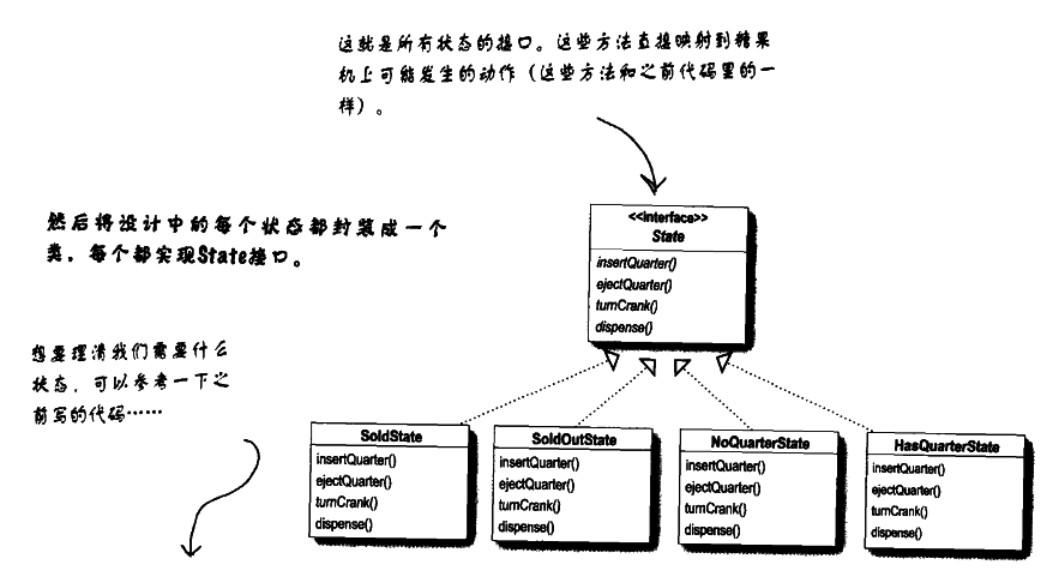 这就是所有状态的接口。这些方法直接映射到糖果
机上可能发生的动作（这些方法和之前代码里的一
样）。
然后将设计中的每个状态都封装成一个
类，每个都实现State接口。
<<interface>>
State
insertQuarter()
ejectQuarter()
turnCrank()
dispense()
想要理清我们需要什么
状态，可以参考一下之
前写的代码……
SoldState
insertQuarter()
ejectQuarter()
turnCrank()
dispense()
SoldOutState
insertQuarter()
ejectQuarter()
turnCrank()
dispense()
NoQuarterState
insertQuarter()
ejectQuarter()
turnCrank()
dispense()
HasQuarterState
insertQuarter()
ejectQuarter()
turnCrank()
dispense()